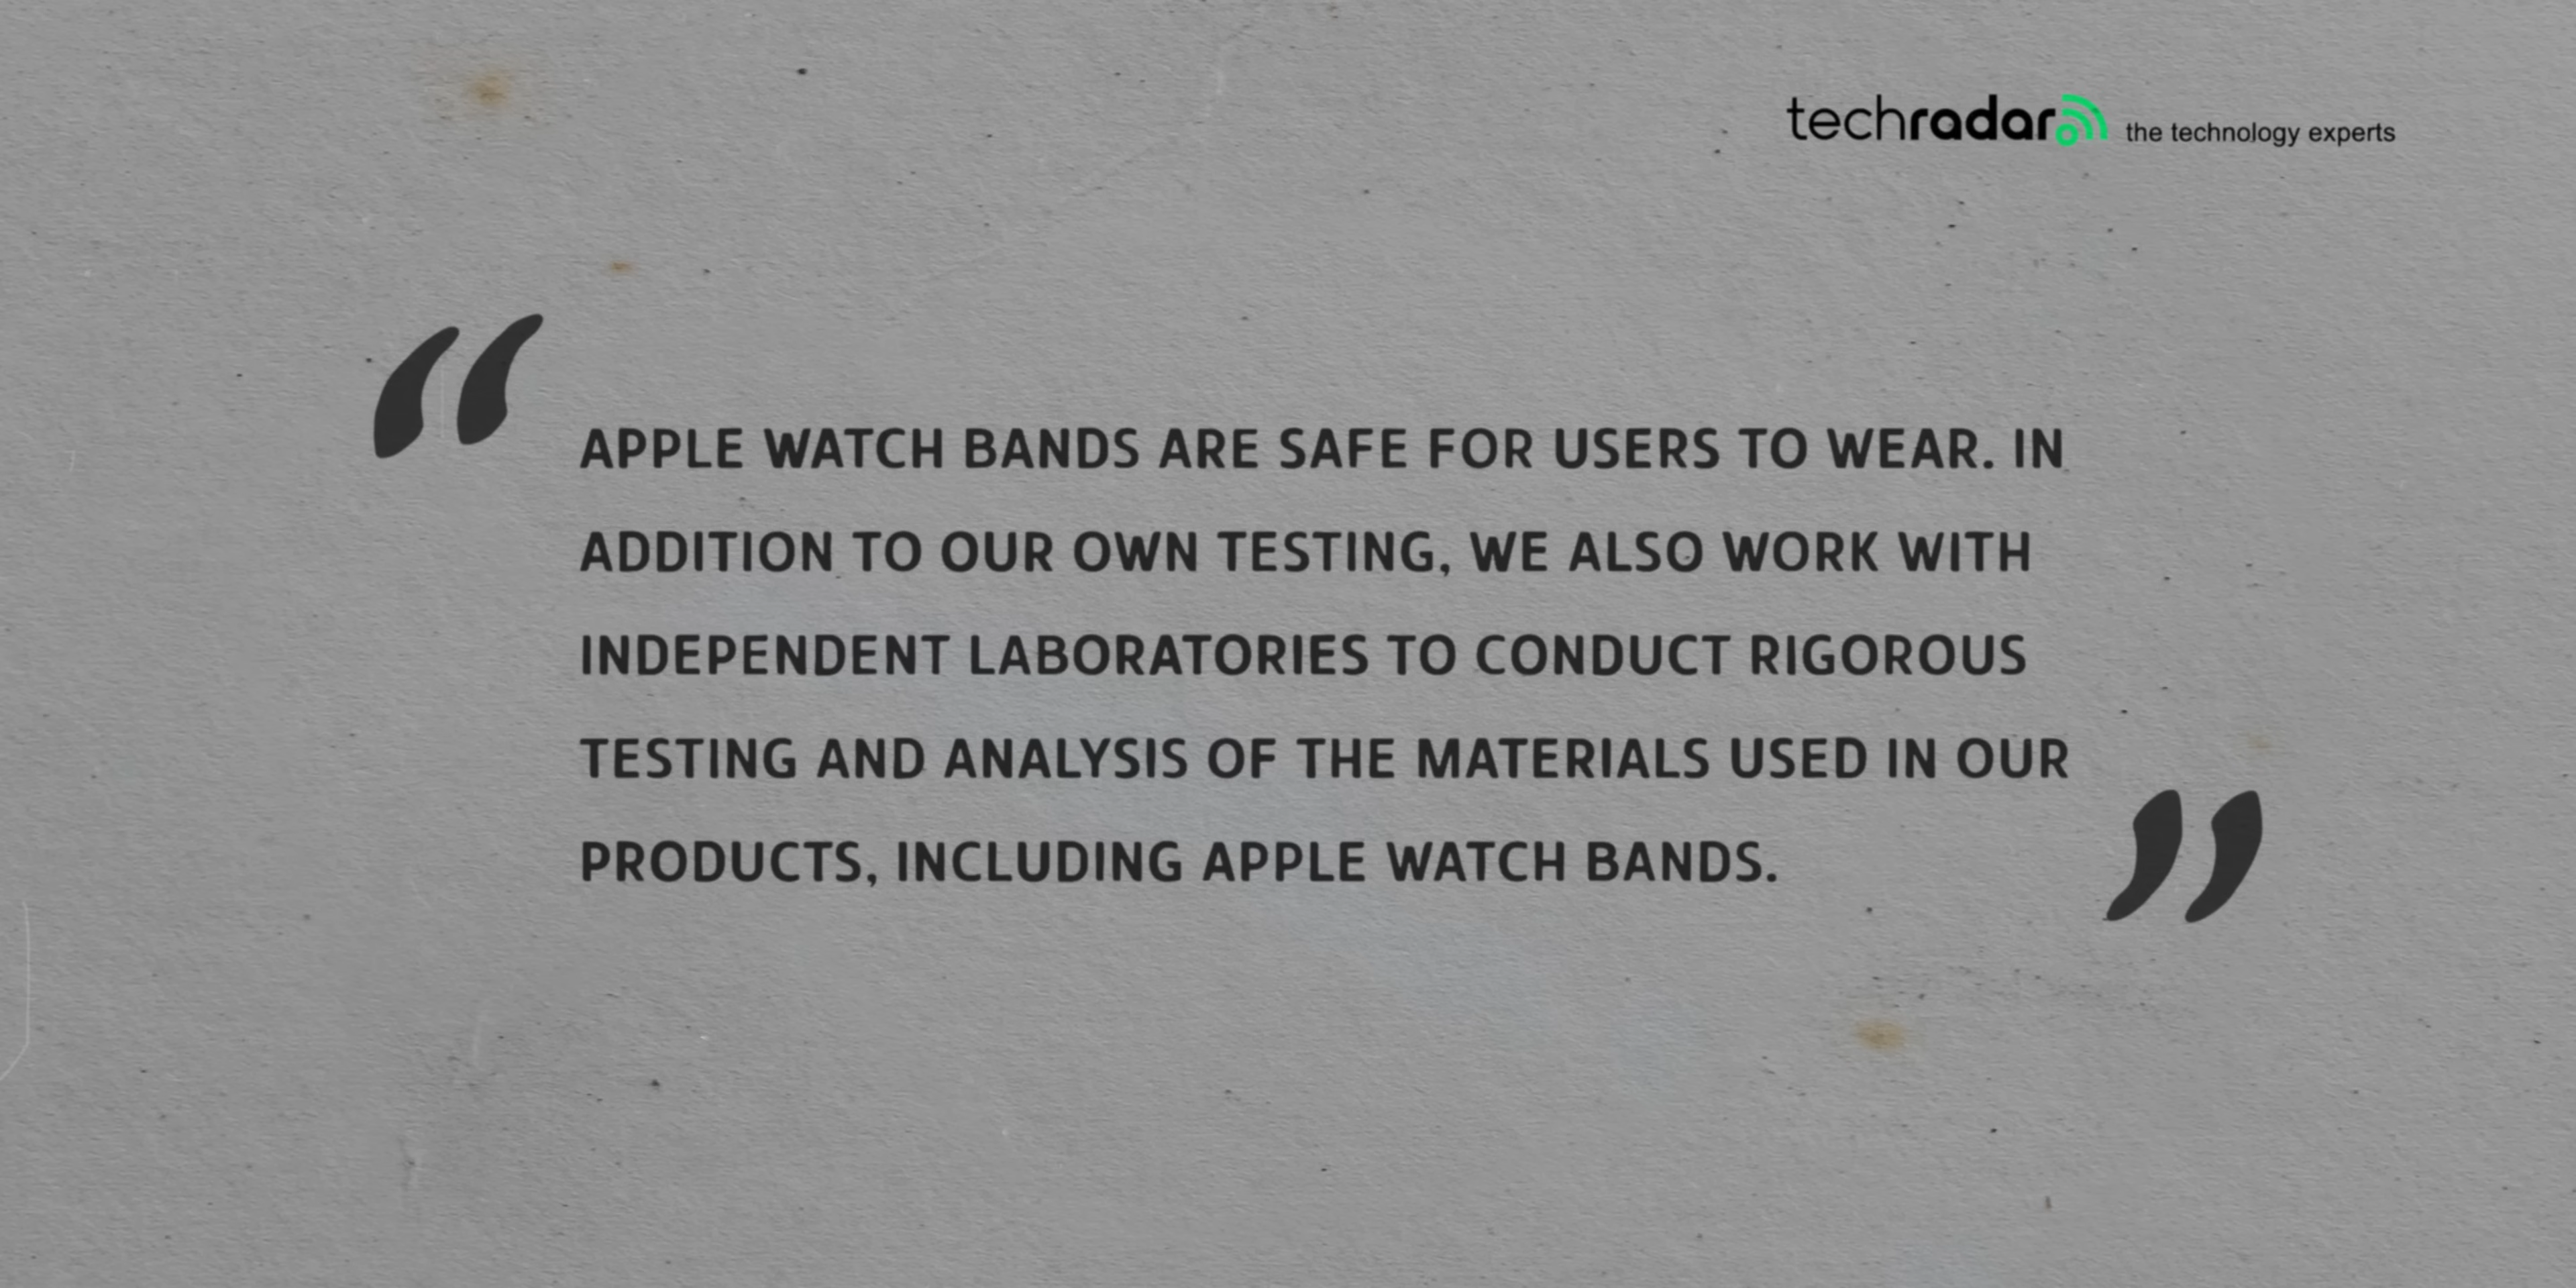 techradar the technology experts
“
APPLE WATCH BANDS ARE SAFE FOR USERS TO WEAR. IN
ADDITION TO OUR OWN TESTING, WE ALSO WORK WITH
INDEPENDENT LABORATORIES TO CONDUCT RIGOROUS
TESTING AND ANALYSIS OF THE MATERIALS USED IN OUR
PRODUCTS, INCLUDING APPLE WATCH BANDS.
”